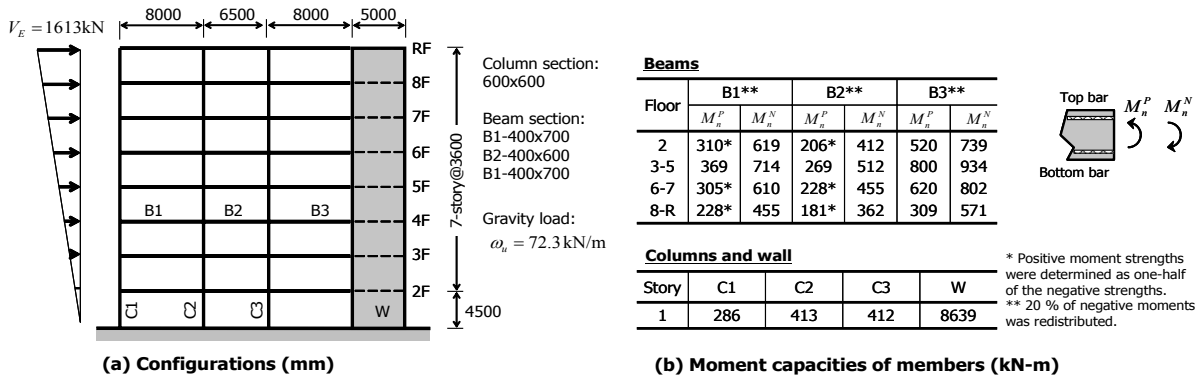 8000 6500 8000 5000
V_E = 1613kN
RF
8F
7F
6F
5F
4F
3F
2F
B1 B2 B3
C1 C2 C3 W
7-story@3600
4500
Column section:
600x600
Beam section:
B1-400x700
B2-400x600
B1-400x700
Gravity load:
ω_u = 72.3 kN/m
(a) Configurations (mm)
Beams
Floor B1** B2** B3**
M_n^P M_n^N M_n^P M_n^N M_n^P M_n^N
2 310* 619 206* 412 520 739
3-5 369 714 269 512 800 934
6-7 305* 610 228* 455 620 802
8-R 228* 455 181* 362 309 571
Top bar
M_n^P M_n^N
Bottom bar
Columns and wall
Story C1 C2 C3 W
1 286 413 412 8639
* Positive moment strengths
were determined as one-half
of the negative strengths.
** 20 % of negative moments
was redistributed.
(b) Moment capacities of members (kN-m)